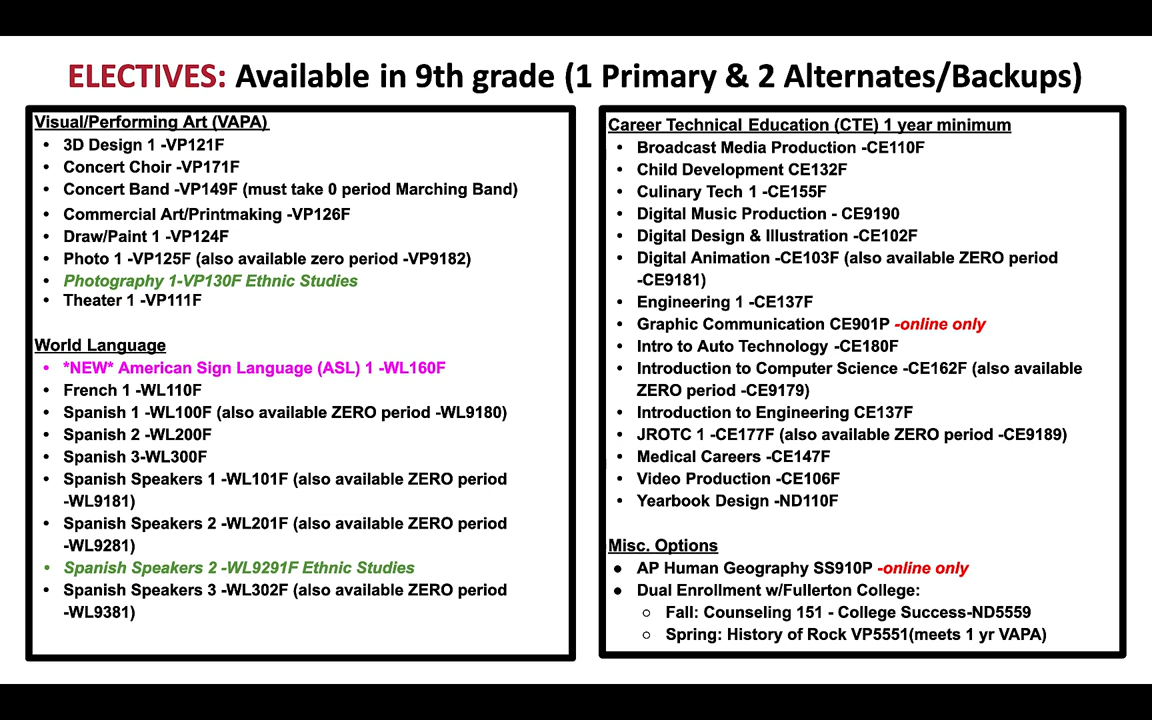 ELECTIVES: Available in 9th grade (1 Primary & 2 Alternates/Backups)
Visual/Performing Art (VAPA)
• 3D Design 1 -VP121F
• Concert Choir -VP171F
• Concert Band -VP149F (must take 0 period Marching Band)
• Commercial Art/Printmaking -VP126F
• Draw/Paint 1 -VP124F
• Photo 1 -VP125F (also available zero period -VP9182)
• Photography 1-VP130F Ethnic Studies
• Theater 1 -VP111F
World Language
• *NEW* American Sign Language (ASL) 1 -WL160F
• French 1 -WL110F
• Spanish 1 -WL100F (also available ZERO period -WL9180)
• Spanish 2 -WL200F
• Spanish 3-WL300F
• Spanish Speakers 1 -WL101F (also available ZERO period
-WL9181)
• Spanish Speakers 2 -WL201F (also available ZERO period
-WL9281)
• Spanish Speakers 2 -WL9291F Ethnic Studies
• Spanish Speakers 3 -WL302F (also available ZERO period
-WL9381)
Career Technical Education (CTE) 1 year minimum
• Broadcast Media Production -CE110F
• Child Development CE132F
• Culinary Tech 1 -CE155F
• Digital Music Production - CE9190
• Digital Design & Illustration -CE102F
• Digital Animation -CE103F (also available ZERO period
-CE9181)
• Engineering 1 -CE137F
• Graphic Communication CE901P -online only
• Intro to Auto Technology -CE180F
• Introduction to Computer Science -CE162F (also available
ZERO period -CE9179)
• Introduction to Engineering CE137F
• JROTC 1 -CE177F (also available ZERO period -CE9189)
• Medical Careers -CE147F
• Video Production -CE106F
• Yearbook Design -ND110F
Misc. Options
● AP Human Geography SS910P -online only
● Dual Enrollment w/Fullerton College:
○ Fall: Counseling 151 - College Success-ND5559
○ Spring: History of Rock VP5551(meets 1 yr VAPA)